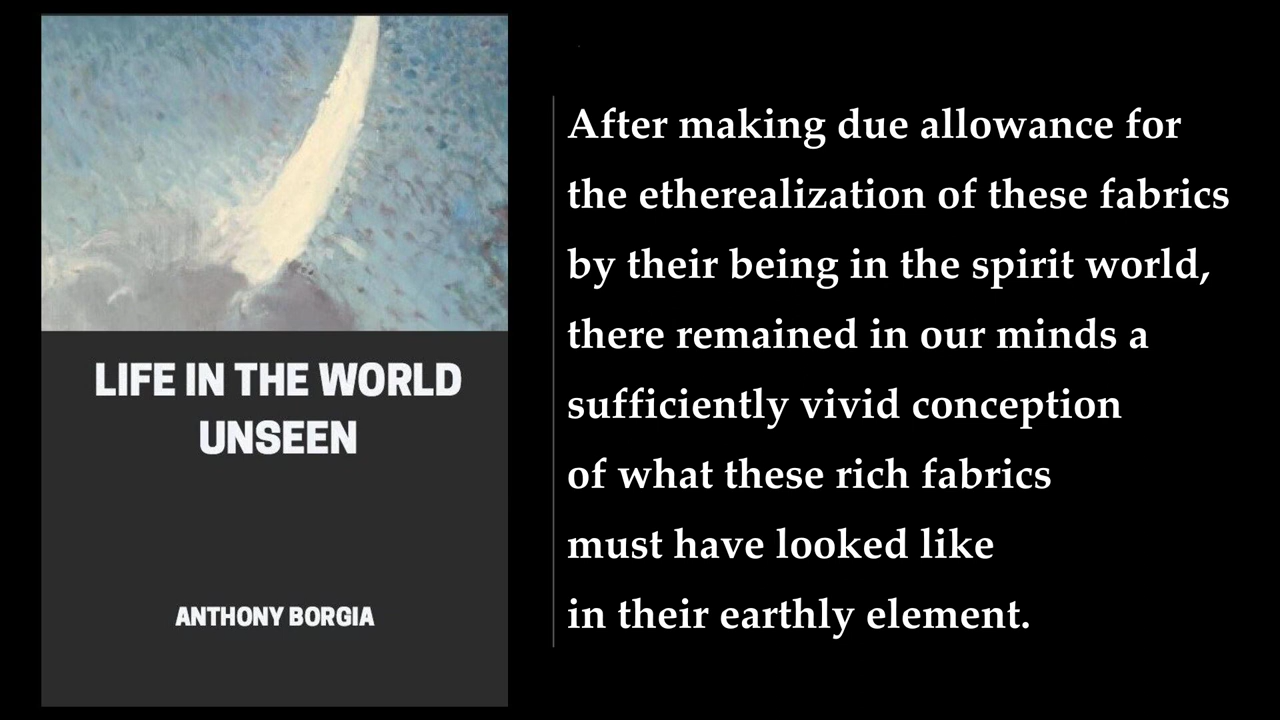 LIFE IN THE WORLD
UNSEEN
ANTHONY BORGIA
After making due allowance for
the etherealization of these fabrics
by their being in the spirit world,
there remained in our minds a
sufficiently vivid conception
of what these rich fabrics
must have looked like
in their earthly element.